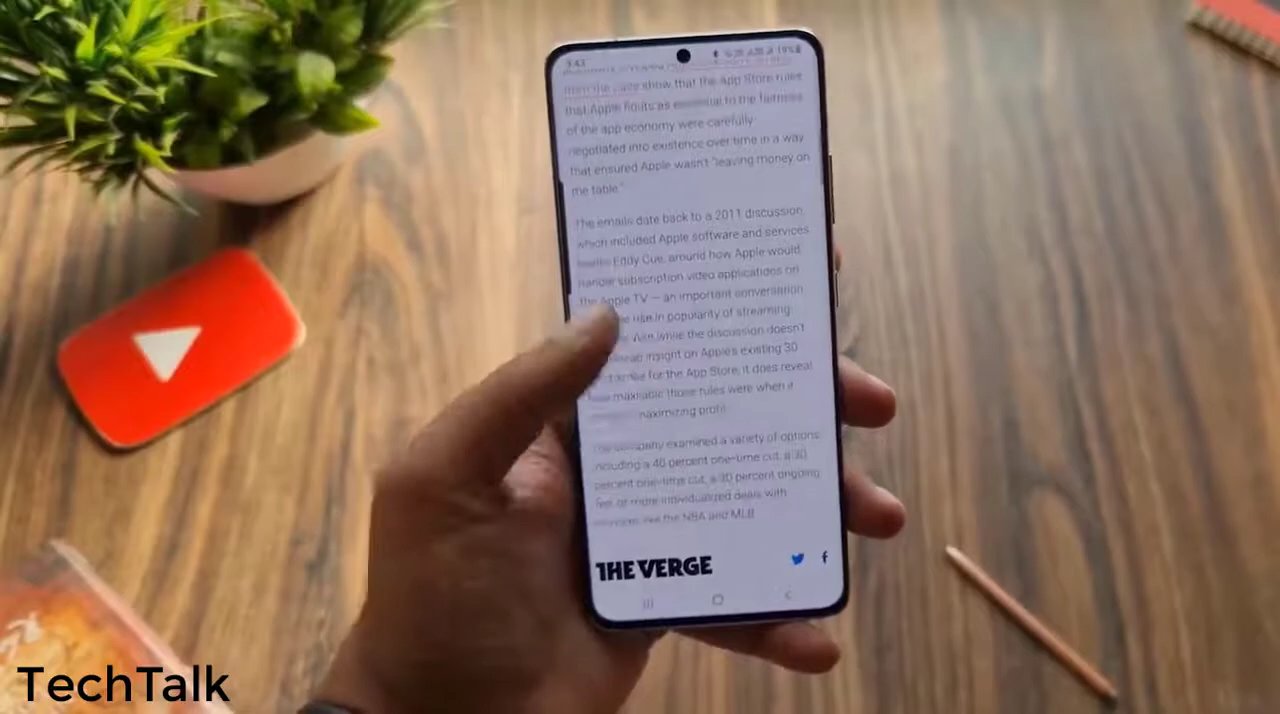 3:43
19%
show that the App Store rules
that Apple touts as essential to the fairness
of the app economy were carefully
negotiated into existence over time in a way
that ensured Apple wasn't "leaving money on
table."
The emails date back to a 2011 discussion,
which included Apple software and services
Eddy Cue, around how Apple would
handle subscription video applications on
the Apple TV — an important conversation
rise in popularity of streaming
while the discussion doesn't
insight on Apple's existing 30
for the App Store, it does reveal
malleable those rules were when it
maximizing profit.
The company examined a variety of options
including a 40 percent one-time cut, a 30
percent one-time cut, a 30 percent ongoing
fee, or more individualized deals with
like the NBA and MLB
THE VERGE
TechTalk